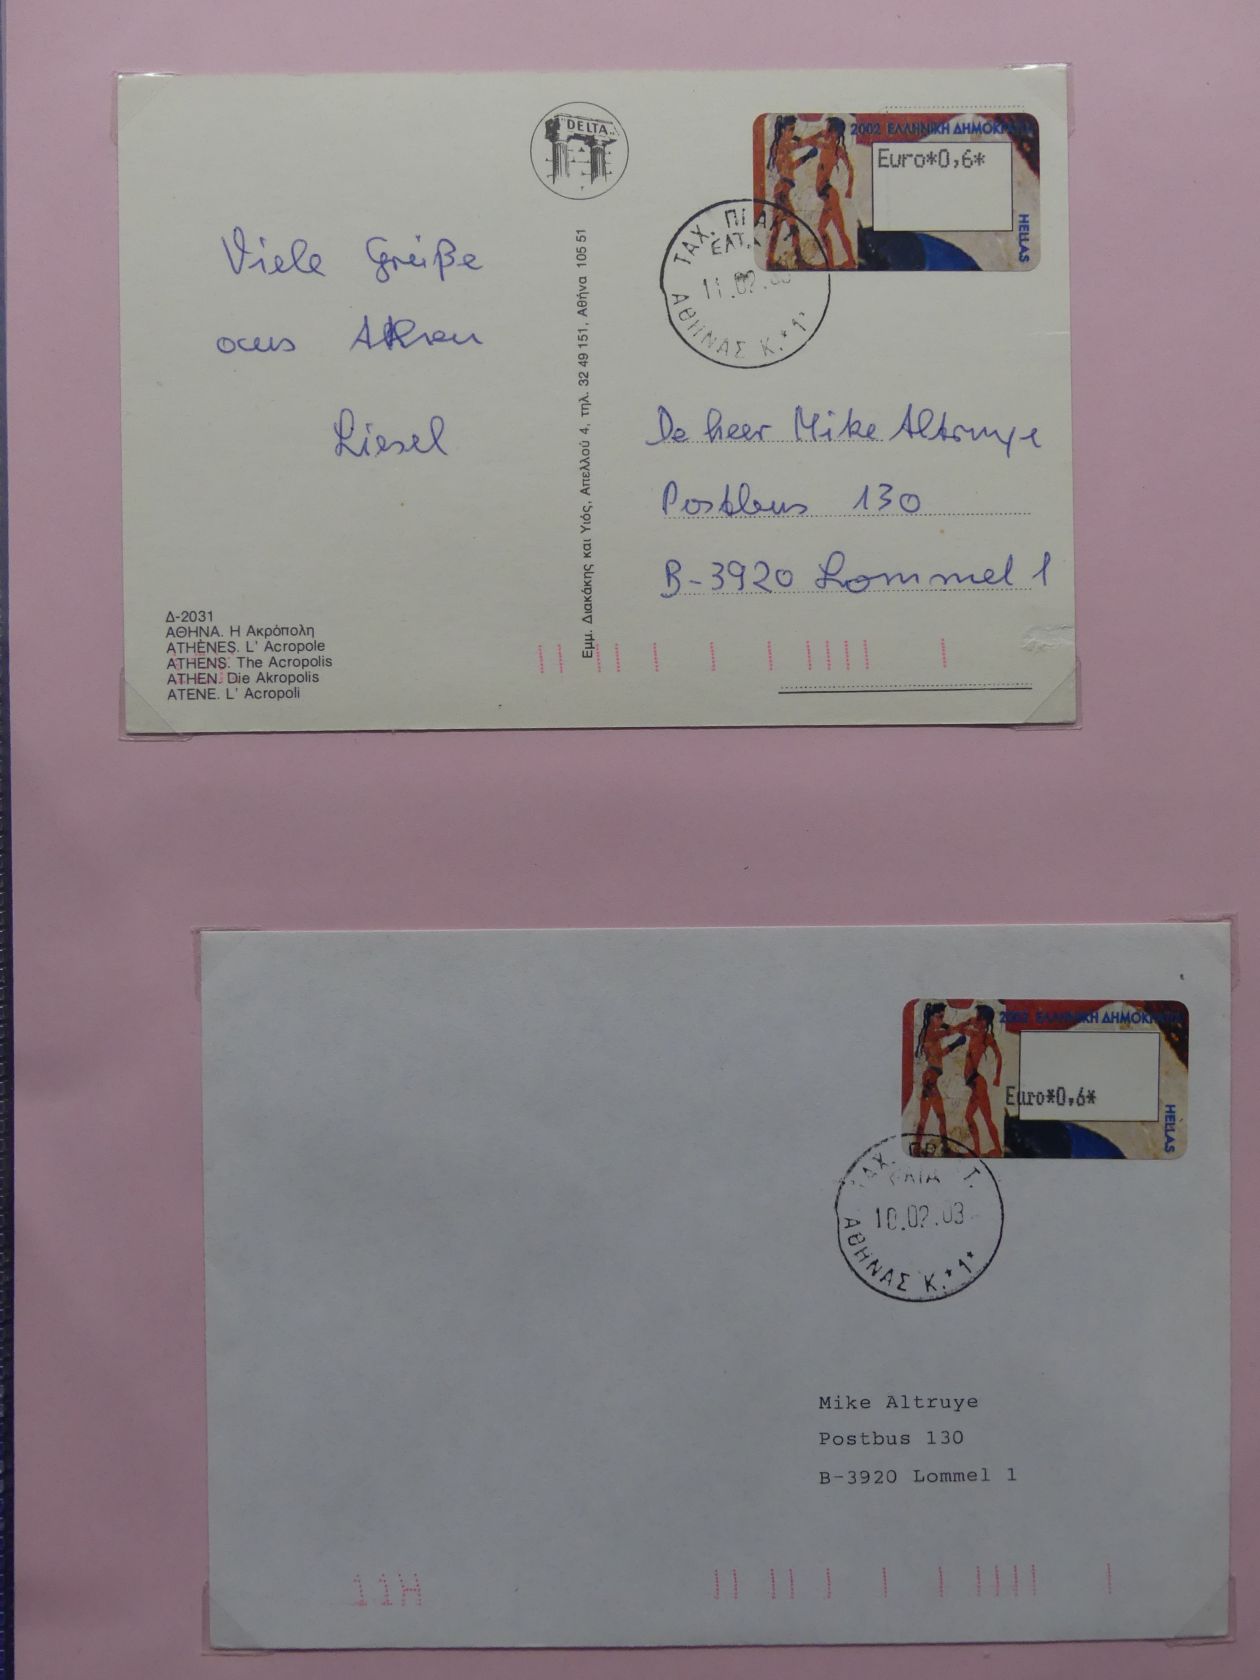 DELTA
2002 ΕΛΛΗΝΙΚΗ ΔΗΜΟΚΡΑΤΙΑ
Euro*0,6*
HELLAS
ΤΑΧ.
ΕΛΤΑ
11.02.03
ΑΘΗΝΑΣ Κ.*1*
Viele Grüße
aus Athen
Liesel
Εμμ. Διακάκης και Υιός, Απελλού 4, τηλ. 32 49 151, Αθήνα 105 51
De heer Mike Altruye
Postbus 130
B-3920 Lommel 1
Δ-2031
ΑΘΗΝΑ. Η Ακρόπολη
ATHÈNES. L' Acropole
ATHENS. The Acropolis
ATHEN. Die Akropolis
ATENE. L' Acropoli
2002 ΕΛΛΗΝΙΚΗ ΔΗΜΟΚΡΑΤΙΑ
Euro*0,6*
HELLAS
ΤΑΧ.
10.02.03
ΑΘΗΝΑΣ Κ.*1*
Mike Altruye
Postbus 130
B-3920 Lommel 1
11H